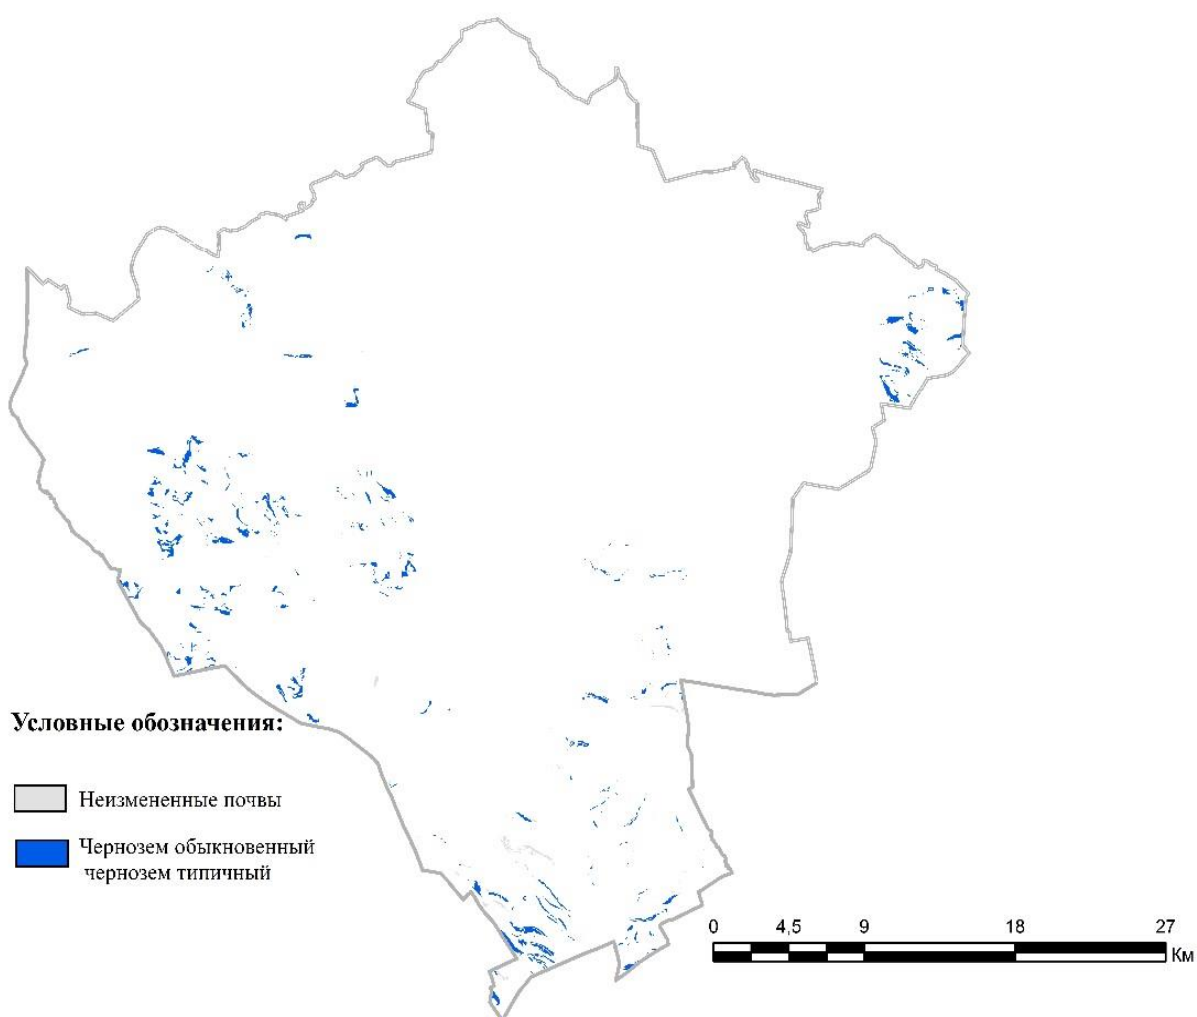 Условные обозначения:
Неизмененные почвы
Чернозем обыкновенный
чернозем типичный
0 4,5 9 18 27
Км